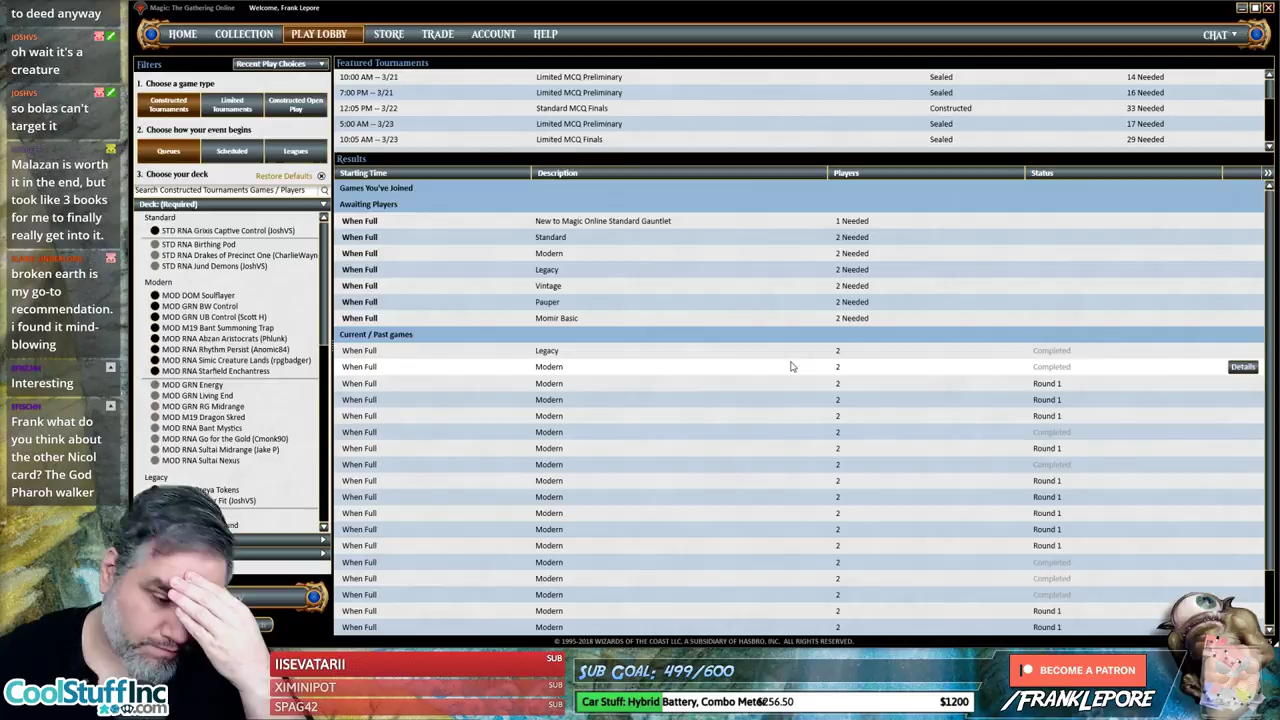 to deed anyway
JOSHVS
oh wait it's a
creature
JOSHVS
so bolas can't
target it
Malazan is worth
it in the end, but
took like 3 books
for me to finally
really get into it.
broken earth is
my go-to
recommendation.
i found it mind-
blowing
EFISCHH
Interesting
EFISCHH
Frank what do
you think about
the other Nicol
card? The God
Pharoh walker
Magic: The Gathering Online
Welcome, Frank Lepore
HOME
COLLECTION
PLAY LOBBY
STORE
TRADE
ACCOUNT
HELP
CHAT
Filters
Recent Play Choices
1. Choose a game type
Constructed Tournaments
Limited Tournaments
Constructed Open Play
2. Choose how your event begins
Queues
Scheduled
Leagues
3. Choose your deck
Restore Defaults
Search Constructed Tournaments Games / Players
Deck: (Required)
Standard
STD RNA Grixis Captive Control (JoshVS)
STD RNA Birthing Pod
STD RNA Drakes of Precinct One (CharlieWayn
STD RNA Jund Demons (JoshVS)
Modern
MOD DOM Soulflayer
MOD GRN BW Control
MOD GRN UB Control (Scott H)
MOD M19 Bant Summoning Trap
MOD RNA Abzan Aristocrats (Phlunk)
MOD RNA Rhythm Persist (Anomic84)
MOD RNA Simic Creature Lands (rpgbadger)
MOD RNA Starfield Enchantress
MOD GRN Energy
MOD GRN Living End
MOD GRN RG Midrange
MOD M19 Dragon Skred
MOD RNA Bant Mystics
MOD RNA Go for the Gold (Cmonk90)
MOD RNA Sultai Midrange (Jake P)
MOD RNA Sultai Nexus
Legacy
Tokens
Fit (JoshVS)
Featured Tournaments
10:00 AM -- 3/21 Limited MCQ Preliminary Sealed 14 Needed
7:00 PM -- 3/21 Limited MCQ Preliminary Sealed 16 Needed
12:05 PM -- 3/22 Standard MCQ Finals Constructed 33 Needed
5:00 AM -- 3/23 Limited MCQ Preliminary Sealed 17 Needed
10:05 AM -- 3/23 Limited MCQ Finals Sealed 29 Needed
Results
Starting Time Description Players Status
Games You've Joined
Awaiting Players
When Full New to Magic Online Standard Gauntlet 1 Needed
When Full Standard 2 Needed
When Full Modern 2 Needed
When Full Legacy 2 Needed
When Full Vintage 2 Needed
When Full Pauper 2 Needed
When Full Momir Basic 2 Needed
Current / Past games
When Full Legacy 2 Completed
When Full Modern 2 Completed Details
When Full Modern 2 Round 1
When Full Modern 2 Round 1
When Full Modern 2 Round 1
When Full Modern 2 Completed
When Full Modern 2 Round 1
When Full Modern 2 Completed
When Full Modern 2 Round 1
When Full Modern 2 Round 1
When Full Modern 2 Round 1
When Full Modern 2 Round 1
When Full Modern 2 Round 1
When Full Modern 2 Completed
When Full Modern 2 Completed
When Full Modern 2 Completed
When Full Modern 2 Round 1
When Full Modern 2 Round 1
© 1995-2018 WIZARDS OF THE COAST LLC, A SUBSIDIARY OF HASBRO, INC. ALL RIGHTS RESERVED.
CoolStuffInc
.com
IISEVATARII SUB
XIMINIPOT SUB
SPAG42 SUB
SUB GOAL: 499/600
Car Stuff: Hybrid Battery, Combo Meter
$256.50
$1200
BECOME A PATRON
/FRANKLEPORE